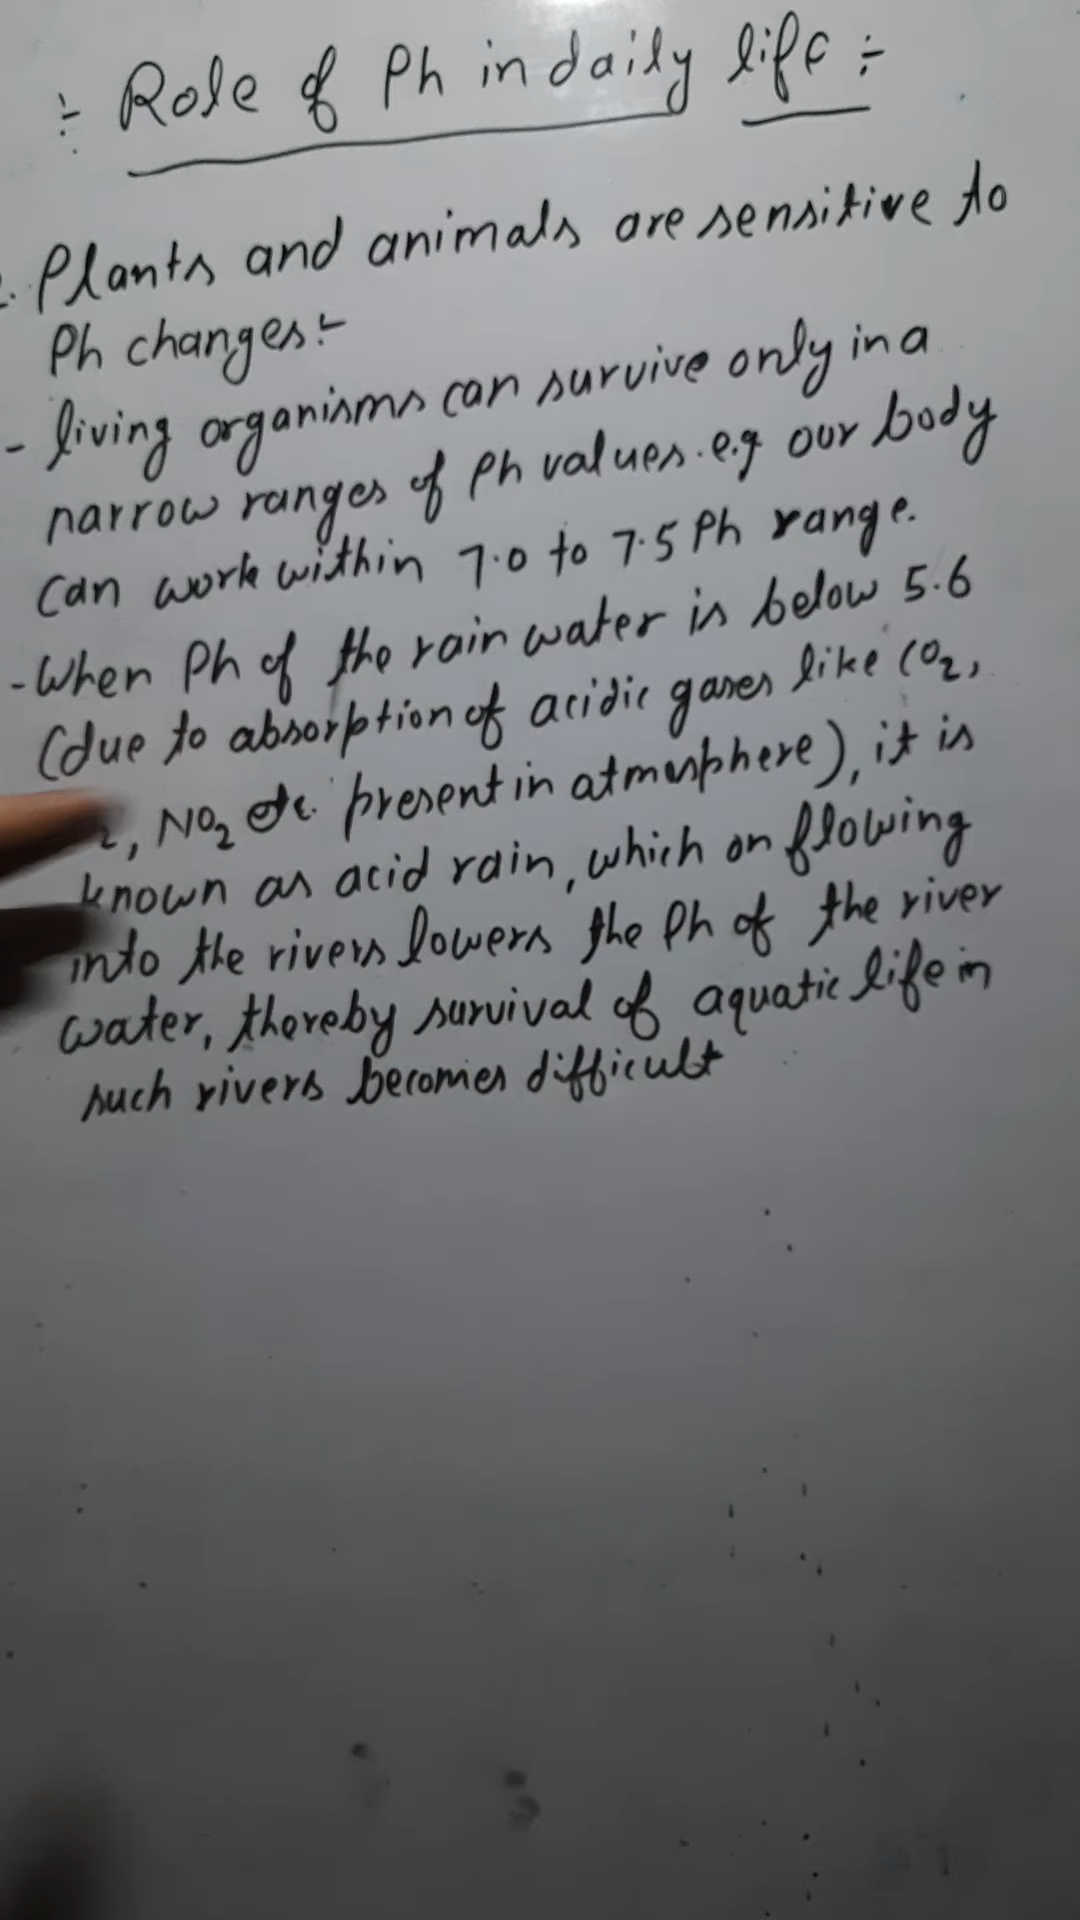 ÷ Role of Ph in daily life ÷
. Plants and animals are sensitive to
Ph changes:-
- living organisms can survive only in a
narrow ranges of Ph values. e.g our body
can work within 7.0 to 7.5 Ph range.
- When Ph of the rain water is below 5.6
(due to absorption of acidic gases like CO2,
2, NO2 etc. present in atmosphere), it is
known as acid rain, which on flowing
into the rivers lowers the Ph of the river
water, thereby survival of aquatic life in
such rivers becomes difficult